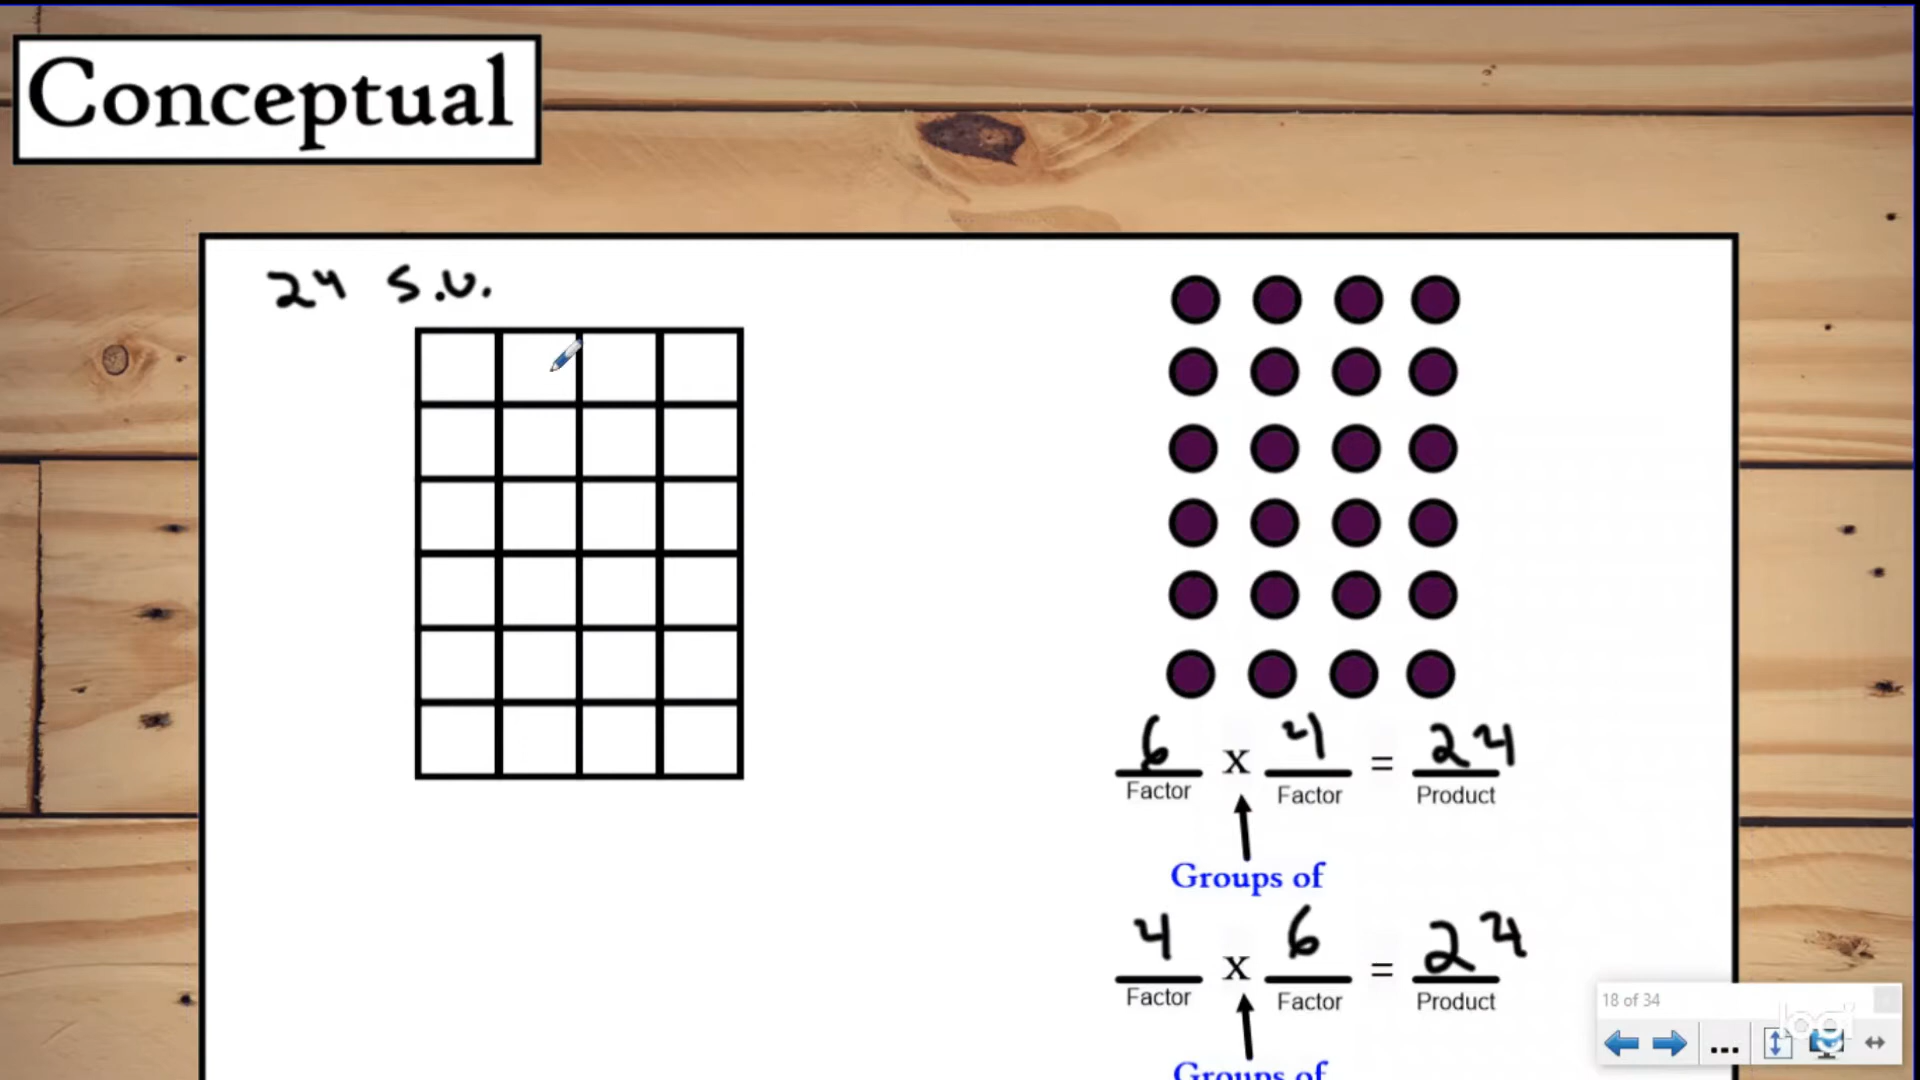 Conceptual
24 S.U.
6 x 4 = 24
Factor Factor Product
Groups of
4 x 6 = 24
Factor Factor Product
Groups of
18 of 34
logi